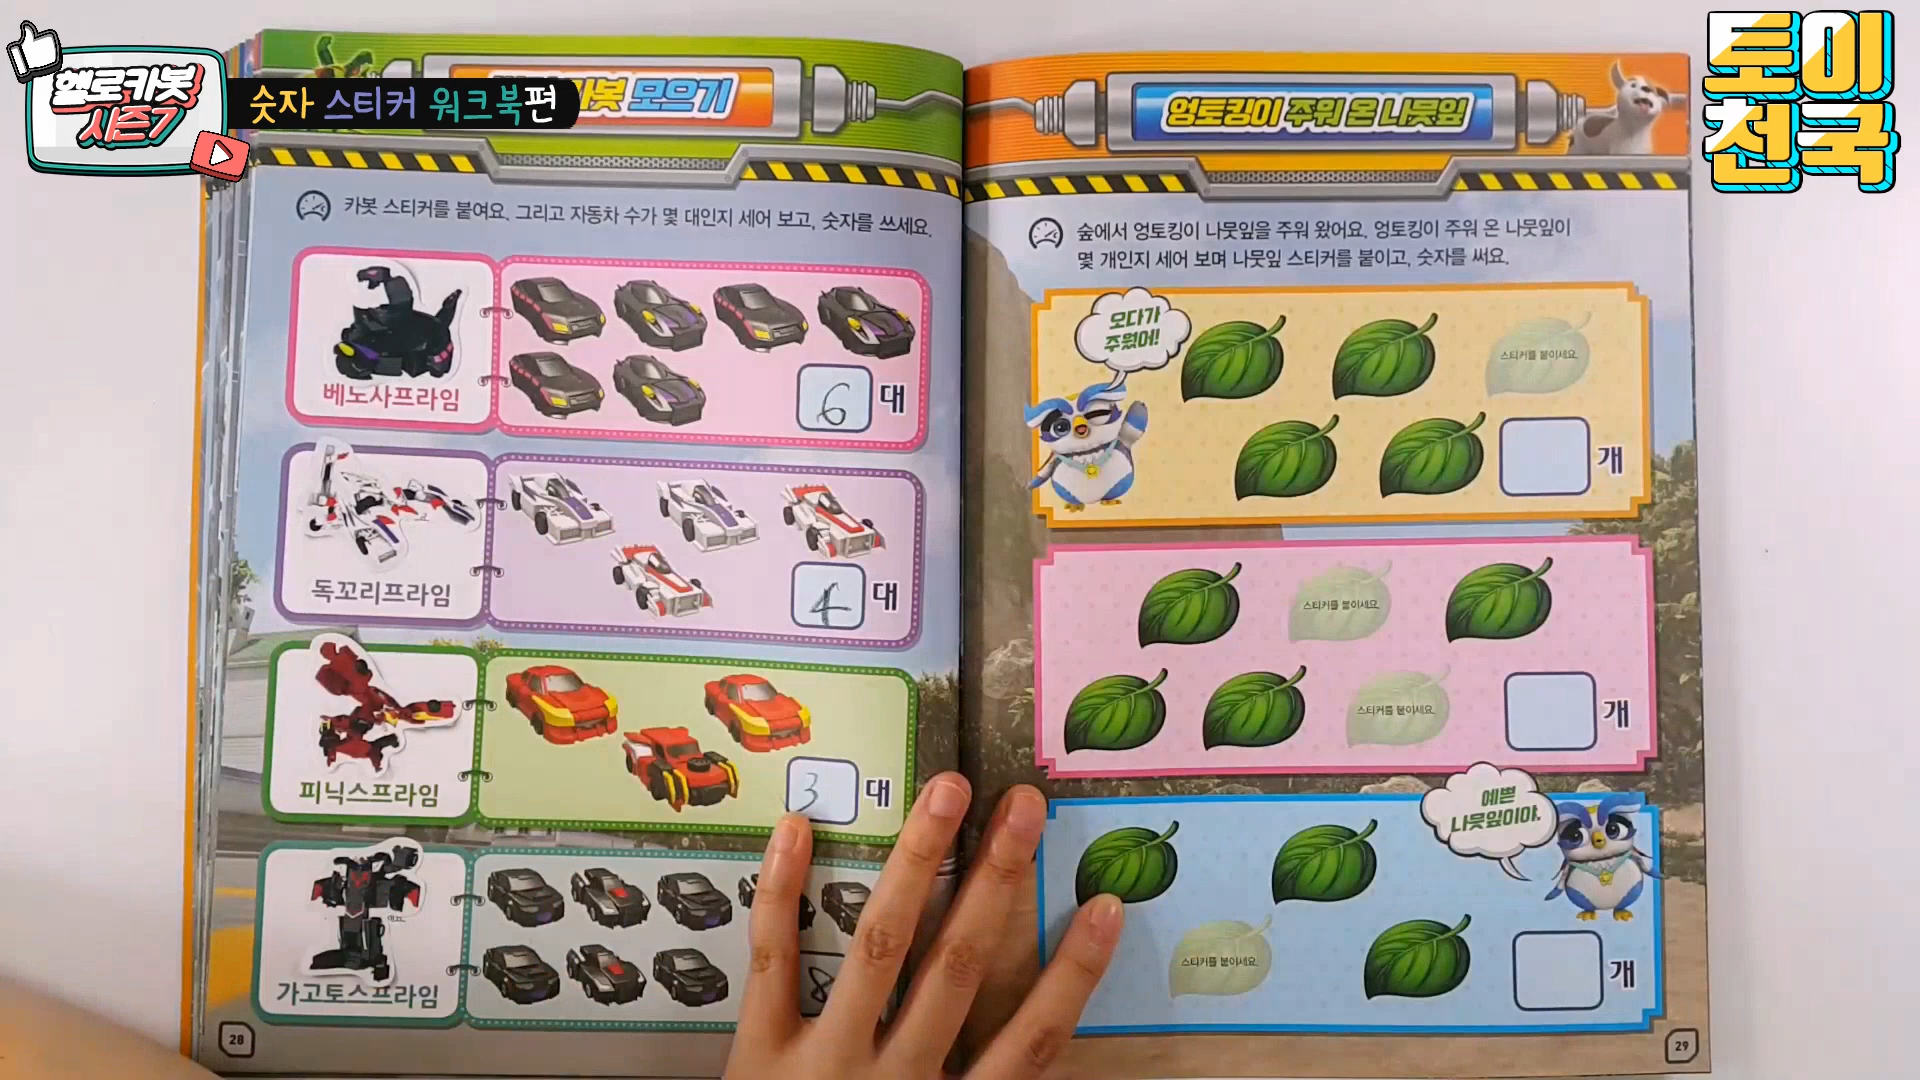 헬로카봇
시즌7
숫자 스티커 워크북편
토이
천국
카봇 모으기
카봇 스티커를 붙여요. 그리고 자동차 수가 몇 대인지 세어 보고, 숫자를 쓰세요.
베노사프라임
6 대
독꼬리프라임
4 대
피닉스프라임
3 대
가고토스프라임
8
28
엉토킹이 주워 온 나뭇잎
숲에서 엉토킹이 나뭇잎을 주워 왔어요. 엉토킹이 주워 온 나뭇잎이
몇 개인지 세어 보며 나뭇잎 스티커를 붙이고, 숫자를 써요.
오다가
주웠어!
스티커를 붙이세요.
개
스티커를 붙이세요.
스티커를 붙이세요.
개
예쁜
나뭇잎이야.
스티커를 붙이세요.
개
29